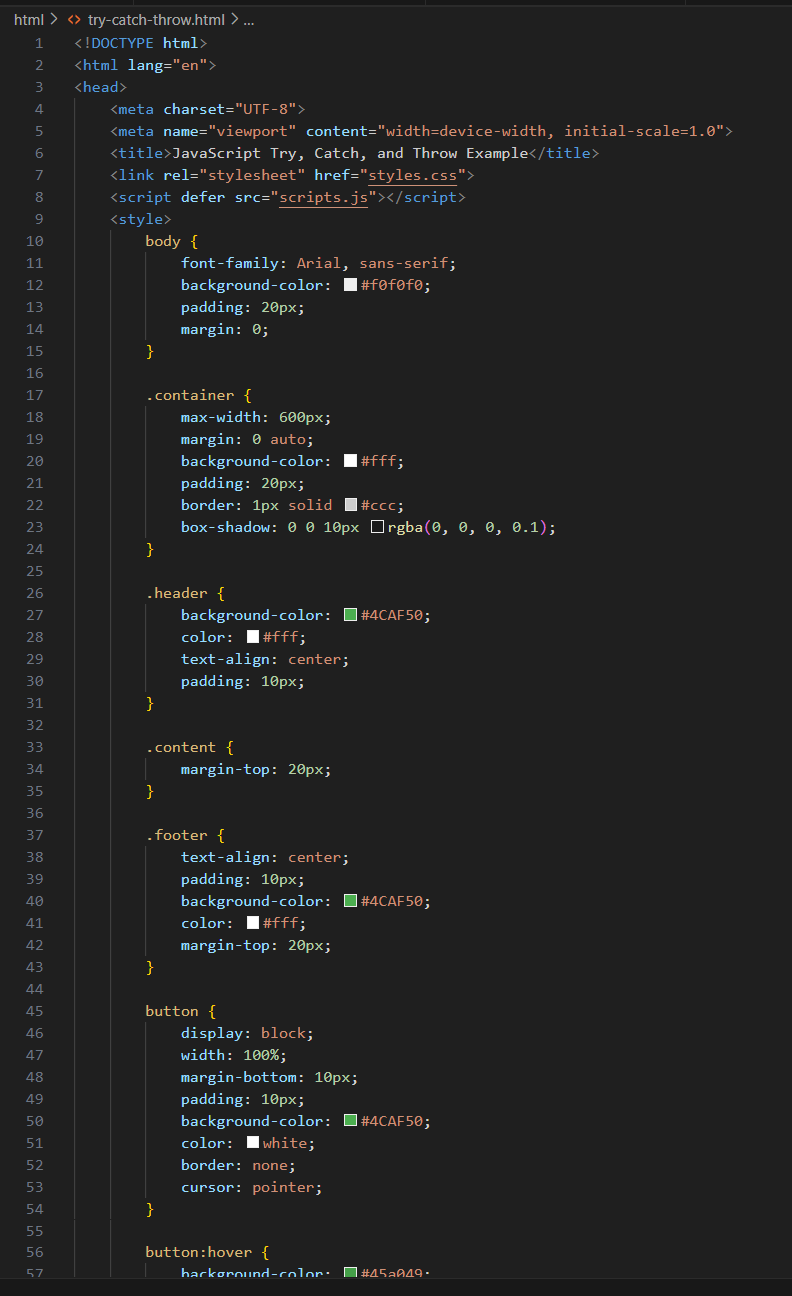 html > <> try-catch-throw.html > ...
1 <!DOCTYPE html>
2 <html lang="en">
3 <head>
4     <meta charset="UTF-8">
5     <meta name="viewport" content="width=device-width, initial-scale=1.0">
6     <title>JavaScript Try, Catch, and Throw Example</title>
7     <link rel="stylesheet" href="styles.css">
8     <script defer src="scripts.js"></script>
9     <style>
10         body {
11             font-family: Arial, sans-serif;
12             background-color: #f0f0f0;
13             padding: 20px;
14             margin: 0;
15         }
16
17         .container {
18             max-width: 600px;
19             margin: 0 auto;
20             background-color: #fff;
21             padding: 20px;
22             border: 1px solid #ccc;
23             box-shadow: 0 0 10px rgba(0, 0, 0, 0.1);
24         }
25
26         .header {
27             background-color: #4CAF50;
28             color: #fff;
29             text-align: center;
30             padding: 10px;
31         }
32
33         .content {
34             margin-top: 20px;
35         }
36
37         .footer {
38             text-align: center;
39             padding: 10px;
40             background-color: #4CAF50;
41             color: #fff;
42             margin-top: 20px;
43         }
44
45         button {
46             display: block;
47             width: 100%;
48             margin-bottom: 10px;
49             padding: 10px;
50             background-color: #4CAF50;
51             color: white;
52             border: none;
53             cursor: pointer;
54         }
55
56         button:hover {
57             background-color: #45a049;